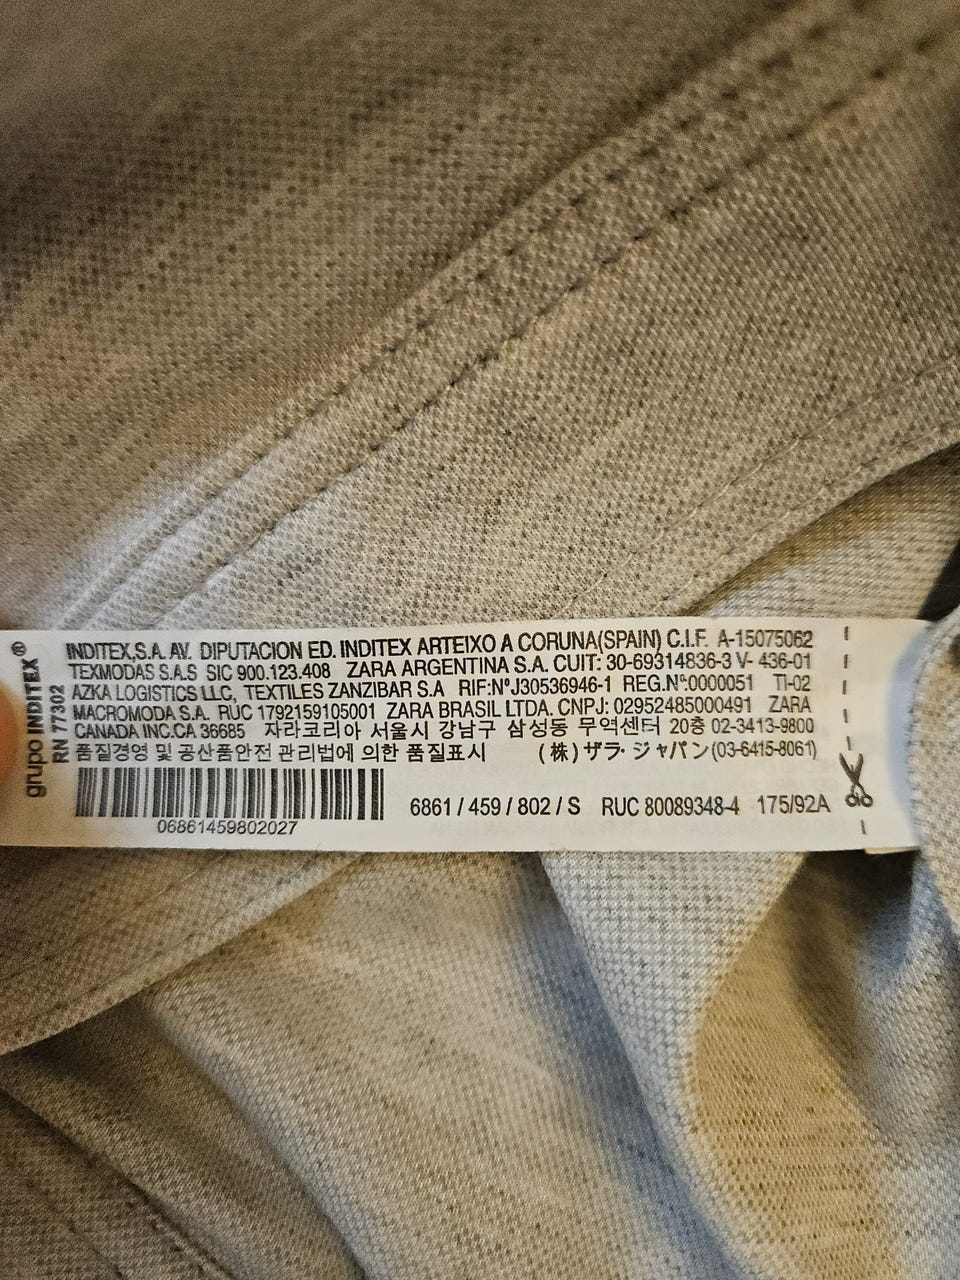 grupo INDITEX®
RN 77302
INDITEX,S.A. AV. DIPUTACION ED. INDITEX ARTEIXO A CORUNA(SPAIN) C.I.F. A-15075062
TEXMODAS S.A.S SIC 900.123.408 ZARA ARGENTINA S.A. CUIT: 30-69314836-3 V- 436-01
AZKA LOGISTICS LLC, TEXTILES ZANZIBAR S.A RIF:NºJ30536946-1 REG.Nº:0000051 TI-02
MACROMODA S.A. RUC 1792159105001 ZARA BRASIL LTDA. CNPJ: 02952485000491 ZARA
CANADA INC.CA 36685 자라코리아 서울시 강남구 삼성동 무역센터 20층 02-3413-9800
품질경영 및 공산품안전 관리법에 의한 품질표시 (株)ザラ・ジャパン(03-6415-8061)
6861 / 459 / 802 / S RUC 80089348-4 175/92A
06861459802027